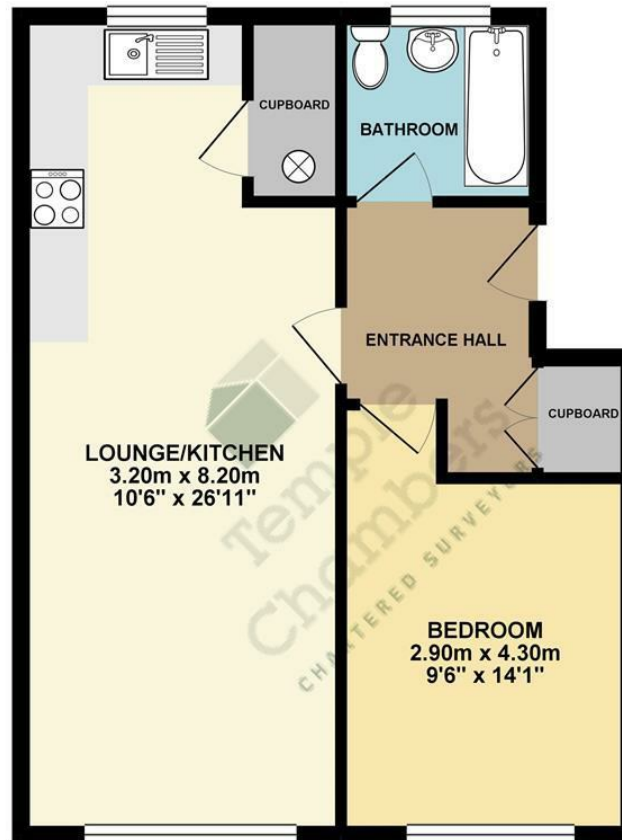 CUPBOARD
BATHROOM
ENTRANCE HALL
CUPBOARD
LOUNGE/KITCHEN
3.20m x 8.20m
10'6" x 26'11"
Temple
Chambers
CHARTERED SURVEYORS
BEDROOM
2.90m x 4.30m
9'6" x 14'1"